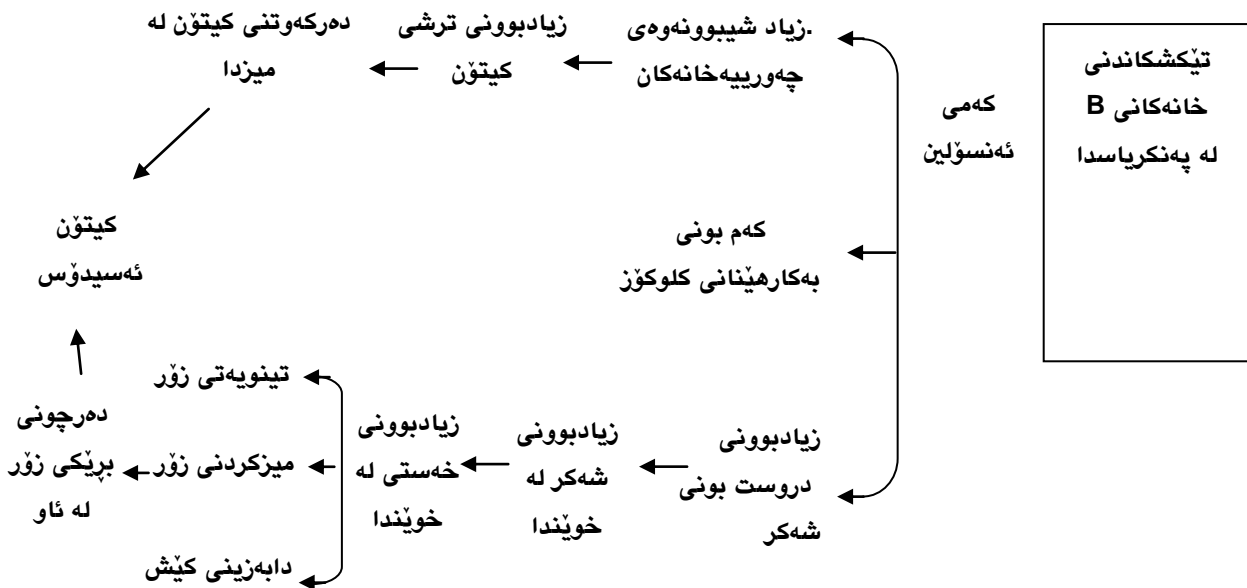 تێکشکاندنی
خانەکانی B
لە پەنکریاسدا
کەمی
ئەنسۆلین
زیاد شیبوونەوەی.
چەورییەخانەکان
زیادبوونی ترشی
کیتۆن
دەرکەوتنی کیتۆن لە
میزدا
کیتۆن
ئەسیدۆس
کەم بونی
بەکارهێنانی کلوکۆز
زیادبوونی
دروست بونی
شەکر
زیادبوونی
شەکر لە
خوێندا
زیادبوونی
خەستی لە
خوێندا
تینویەتی زۆر
میزکردنی زۆر
دابەزینی کێش
دەرچونی
بڕێکی زۆر
لە ئاو